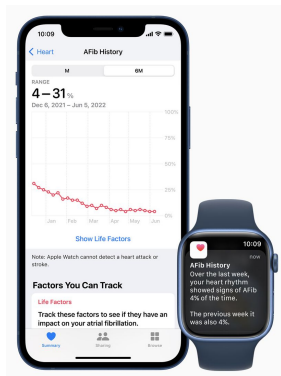 10:09
Heart
AFib History
M
6M
RANGE
4–31%
Dec 6, 2021 – Jun 5, 2022
100%
75%
50%
25%
0%
Jan Feb Mar Apr May Jun
Show Life Factors
Note: Apple Watch cannot detect a heart attack or
stroke.
Factors You Can Track
Life Factors
Track these factors to see if they have an
impact on your atrial fibrillation.
Summary
Sharing
Browse
10:09
now
AFib History
Over the last week,
your heart rhythm
showed signs of AFib
4% of the time.
The previous week it
was also 4%.